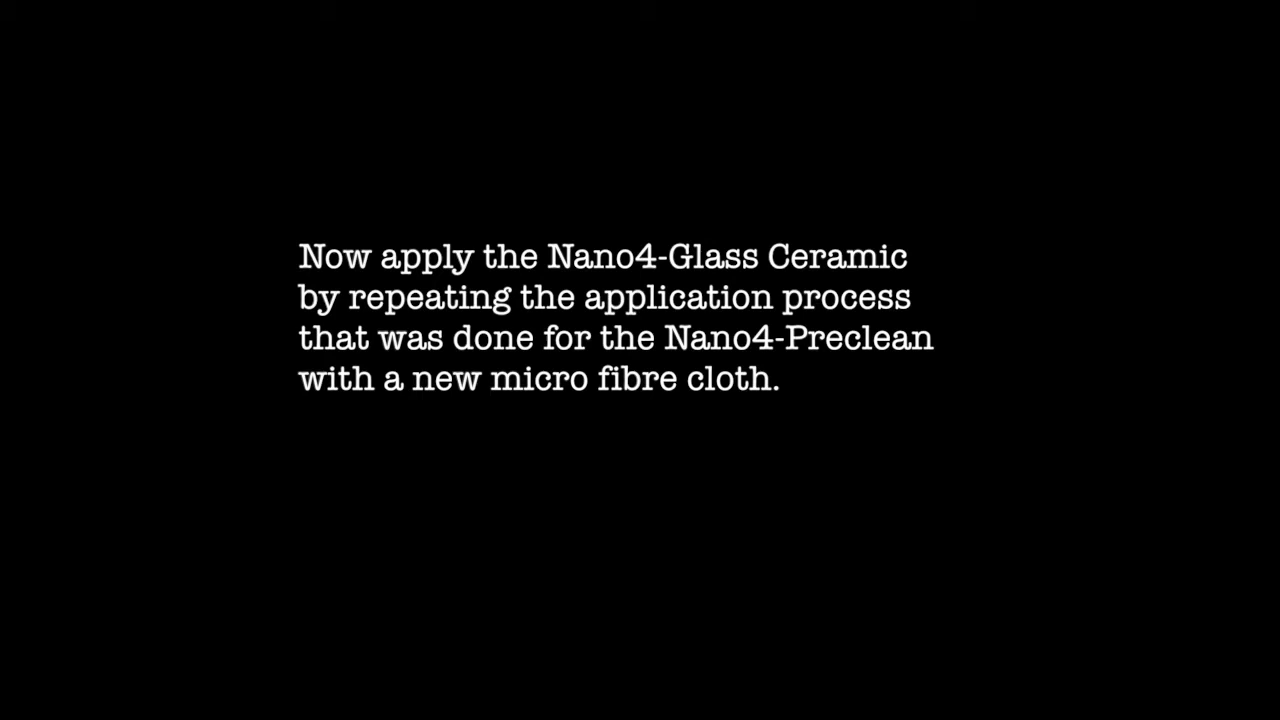 Now apply the Nano4-Glass Ceramic
by repeating the application process
that was done for the Nano4-Preclean
with a new micro fibre cloth.